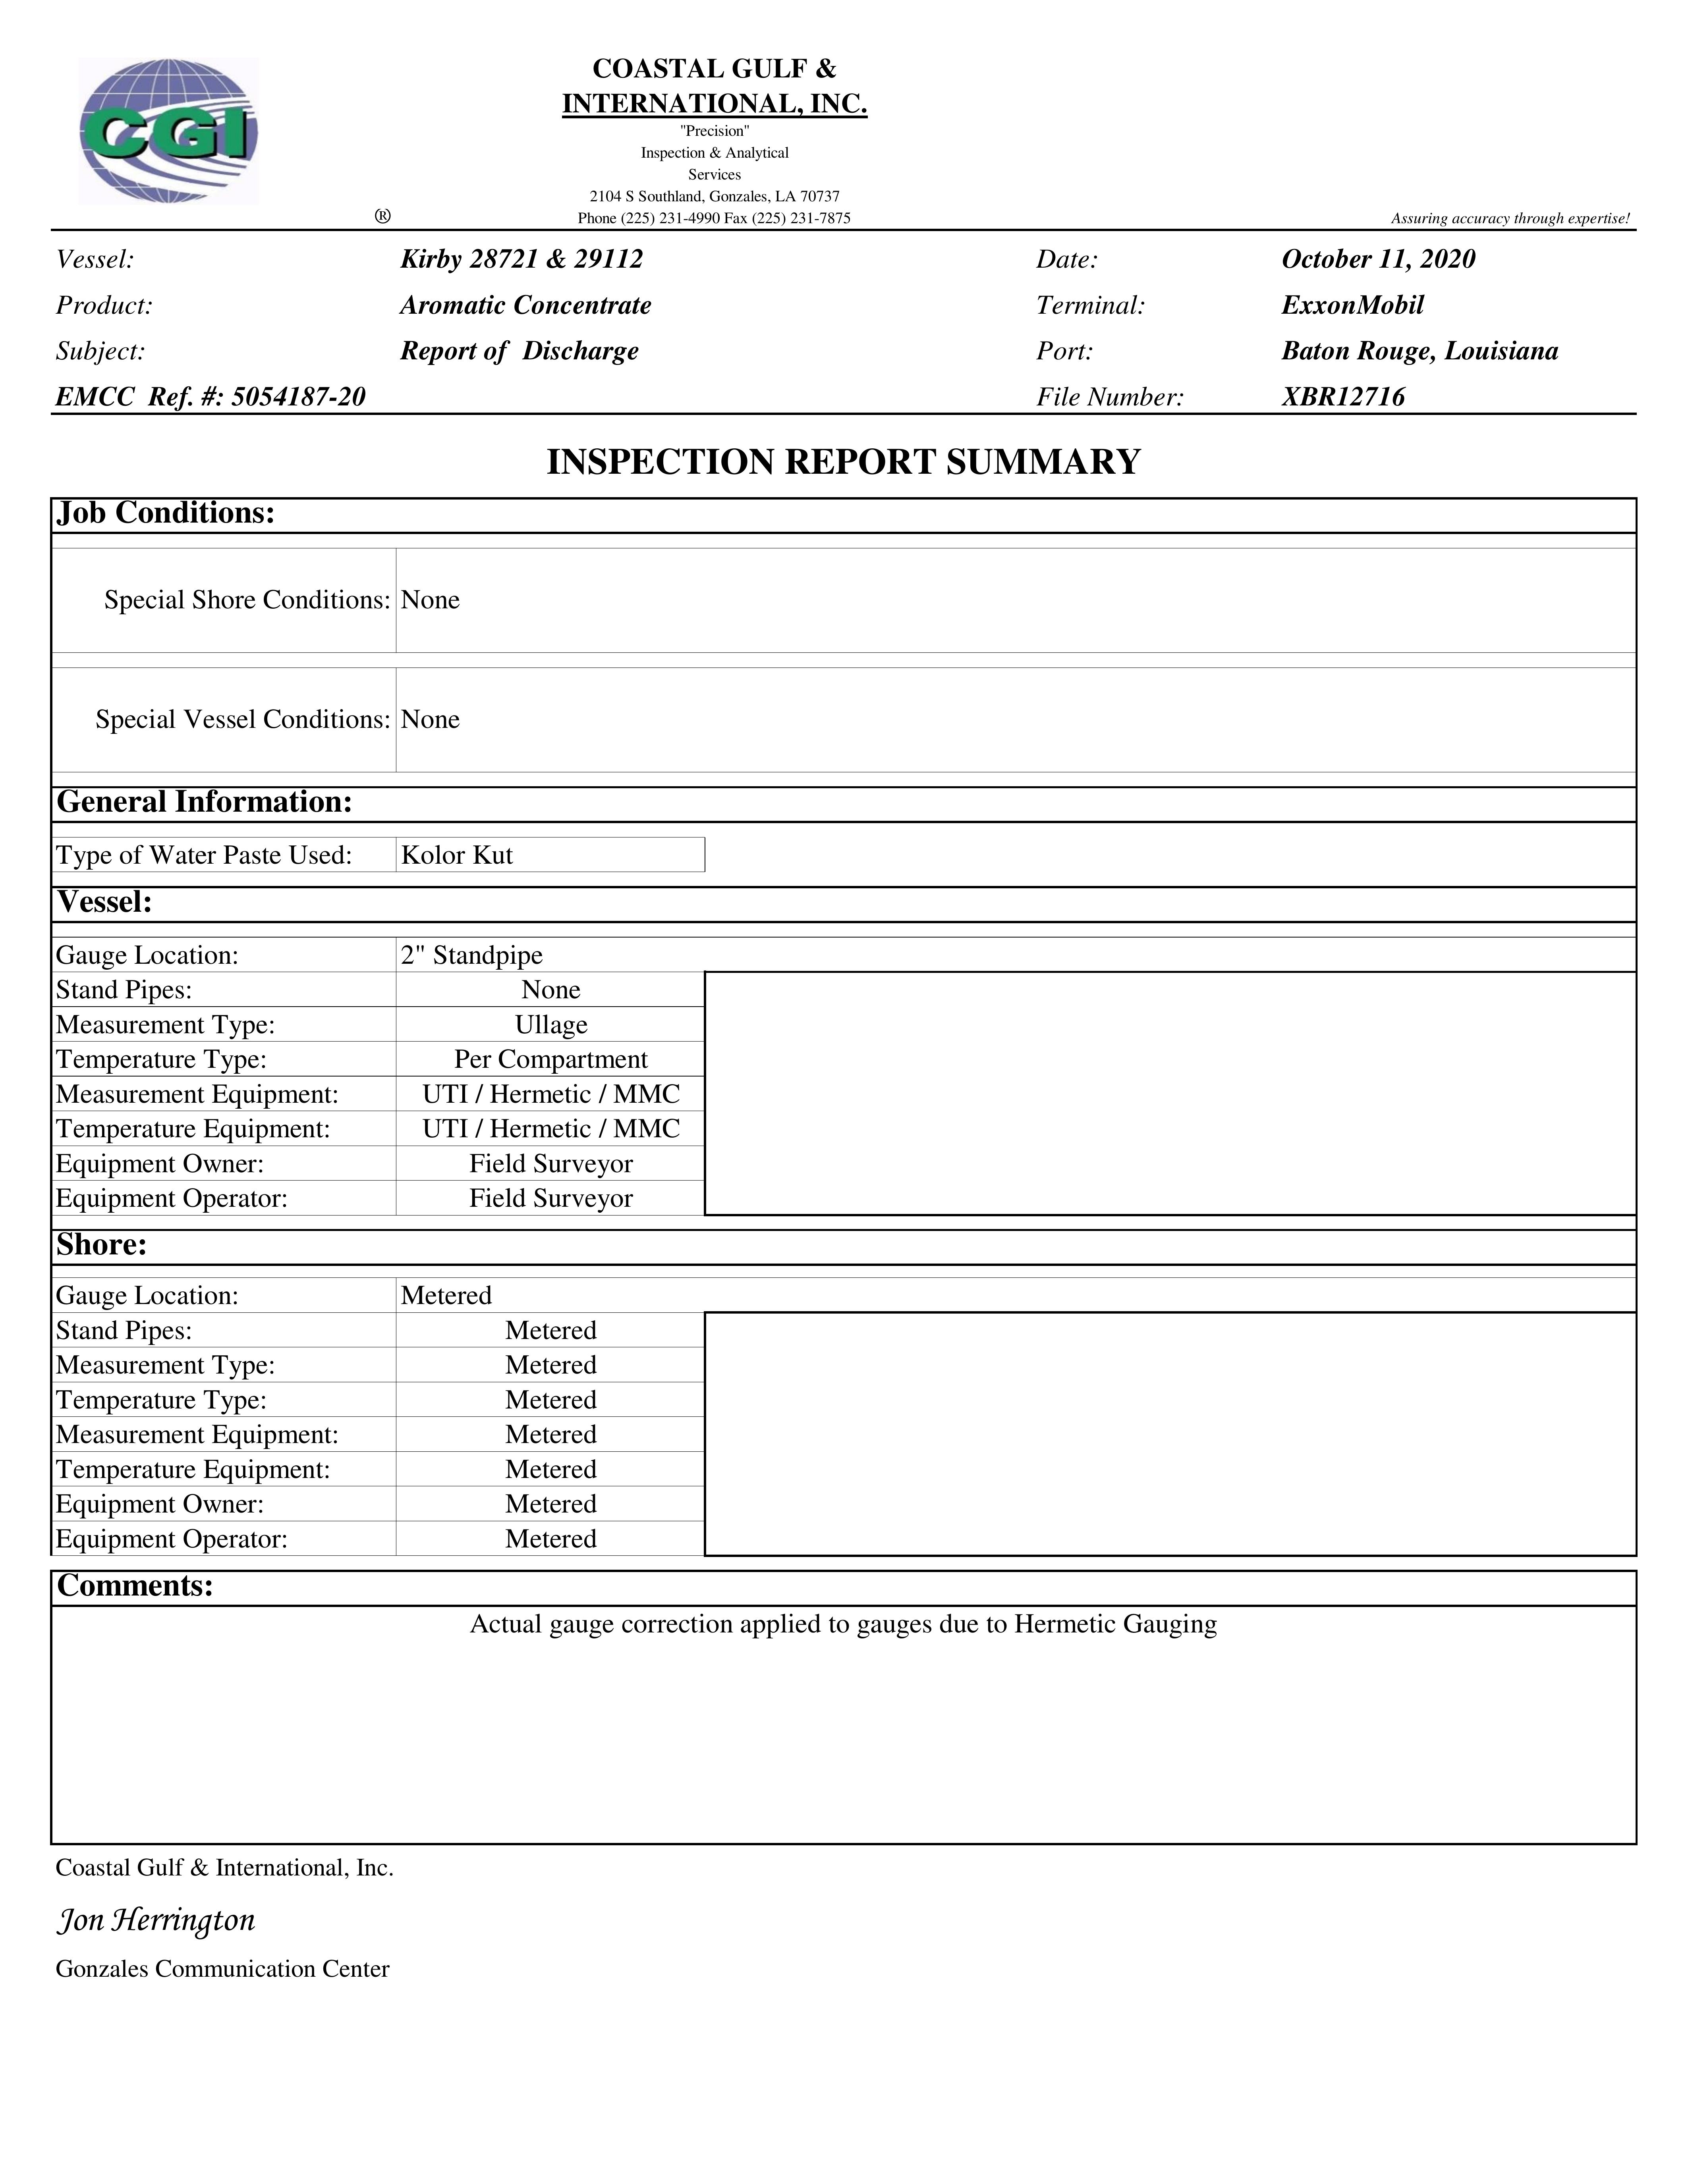 CGI
®
COASTAL GULF &
INTERNATIONAL, INC.
"Precision"
Inspection & Analytical
Services
2104 S Southland, Gonzales, LA 70737
Phone (225) 231-4990 Fax (225) 231-7875
Assuring accuracy through expertise!
Vessel: Kirby 28721 & 29112 Date: October 11, 2020
Product: Aromatic Concentrate Terminal: ExxonMobil
Subject: Report of  Discharge Port: Baton Rouge, Louisiana
EMCC  Ref. #: 5054187-20 File Number: XBR12716
INSPECTION REPORT SUMMARY
Job Conditions:
Special Shore Conditions: None
Special Vessel Conditions: None
General Information:
Type of Water Paste Used: Kolor Kut
Vessel:
Gauge Location: 2" Standpipe
Stand Pipes: None
Measurement Type: Ullage
Temperature Type: Per Compartment
Measurement Equipment: UTI / Hermetic / MMC
Temperature Equipment: UTI / Hermetic / MMC
Equipment Owner: Field Surveyor
Equipment Operator: Field Surveyor
Shore:
Gauge Location: Metered
Stand Pipes: Metered
Measurement Type: Metered
Temperature Type: Metered
Measurement Equipment: Metered
Temperature Equipment: Metered
Equipment Owner: Metered
Equipment Operator: Metered
Comments:
Actual gauge correction applied to gauges due to Hermetic Gauging
Coastal Gulf & International, Inc.
Jon Herrington
Gonzales Communication Center